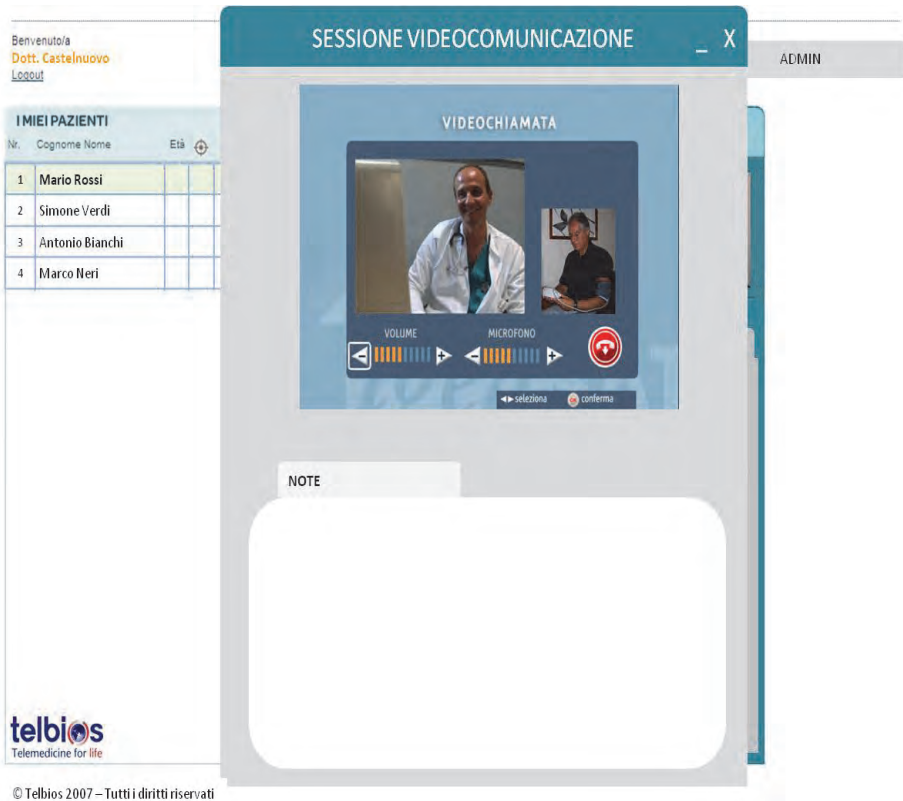 Benvenuto/a
Dott. Castelnuovo
Logout
SESSIONE VIDEOCOMUNICAZIONE _ X
ADMIN
I MIEI PAZIENTI
Nr. Cognome Nome Età
1 Mario Rossi
2 Simone Verdi
3 Antonio Bianchi
4 Marco Neri
VIDEOCHIAMATA
VOLUME MICROFONO
- + - +
seleziona OK conferma
NOTE
telbios
Telemedicine for life
© Telbios 2007 – Tutti i diritti riservati